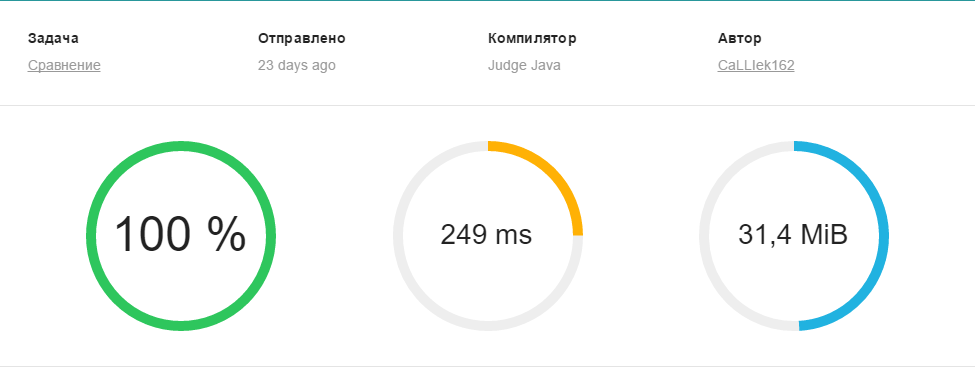 Задача Отправлено Компилятор Автор
Сравнение 23 days ago Judge Java CaLLIek162
100 % 249 ms 31,4 MiB